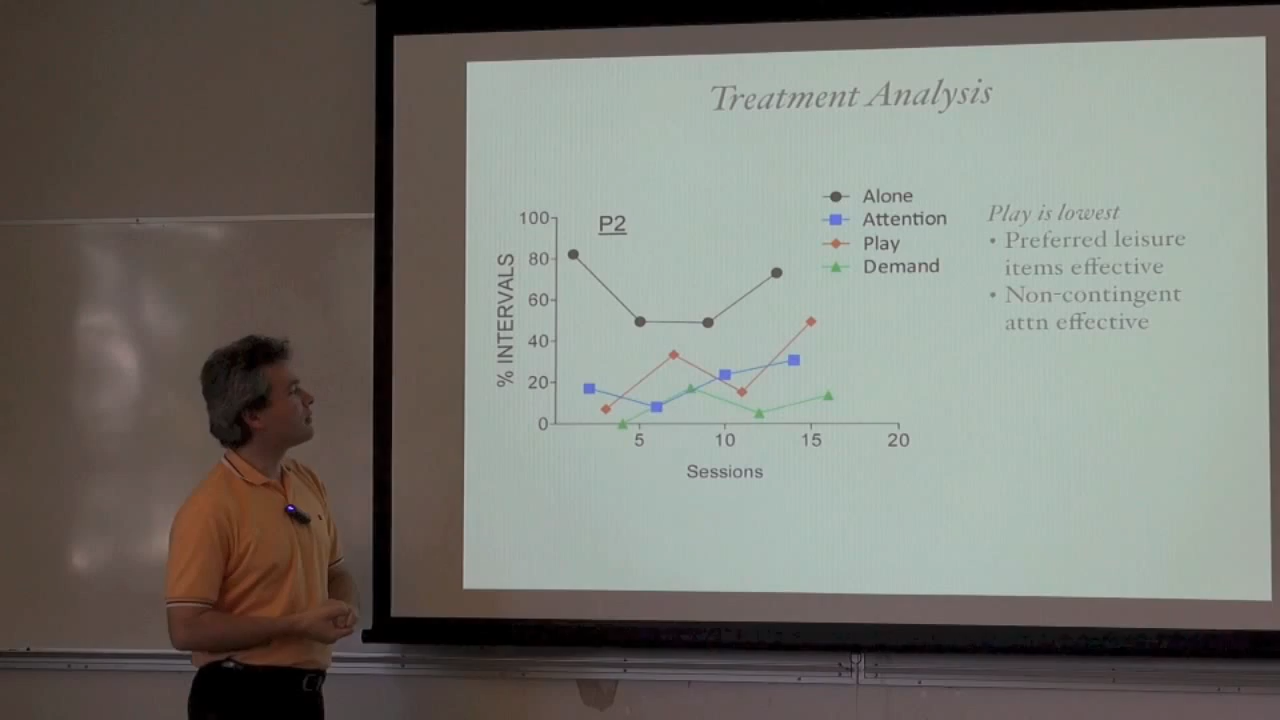 Treatment Analysis
P2
% INTERVALS
100
80
60
40
20
0
5
10
15
20
Sessions
Alone
Attention
Play
Demand
Play is lowest
• Preferred leisure
items effective
• Non-contingent
attn effective